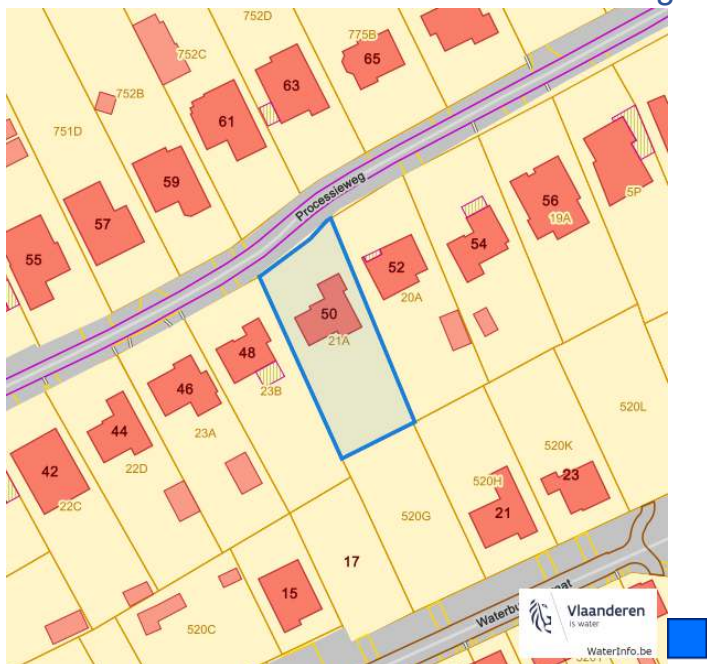 752D
775B
752C
65
63
752B
61
751D
59
Processieweg
57
56
5P
19A
55
54
52
20A
50
21A
48
520L
46
23B
44
23A
520K
42
22D
520H
23
22C
520G
21
17
15
520C
Vlaanderen
is water
WaterInfo.be